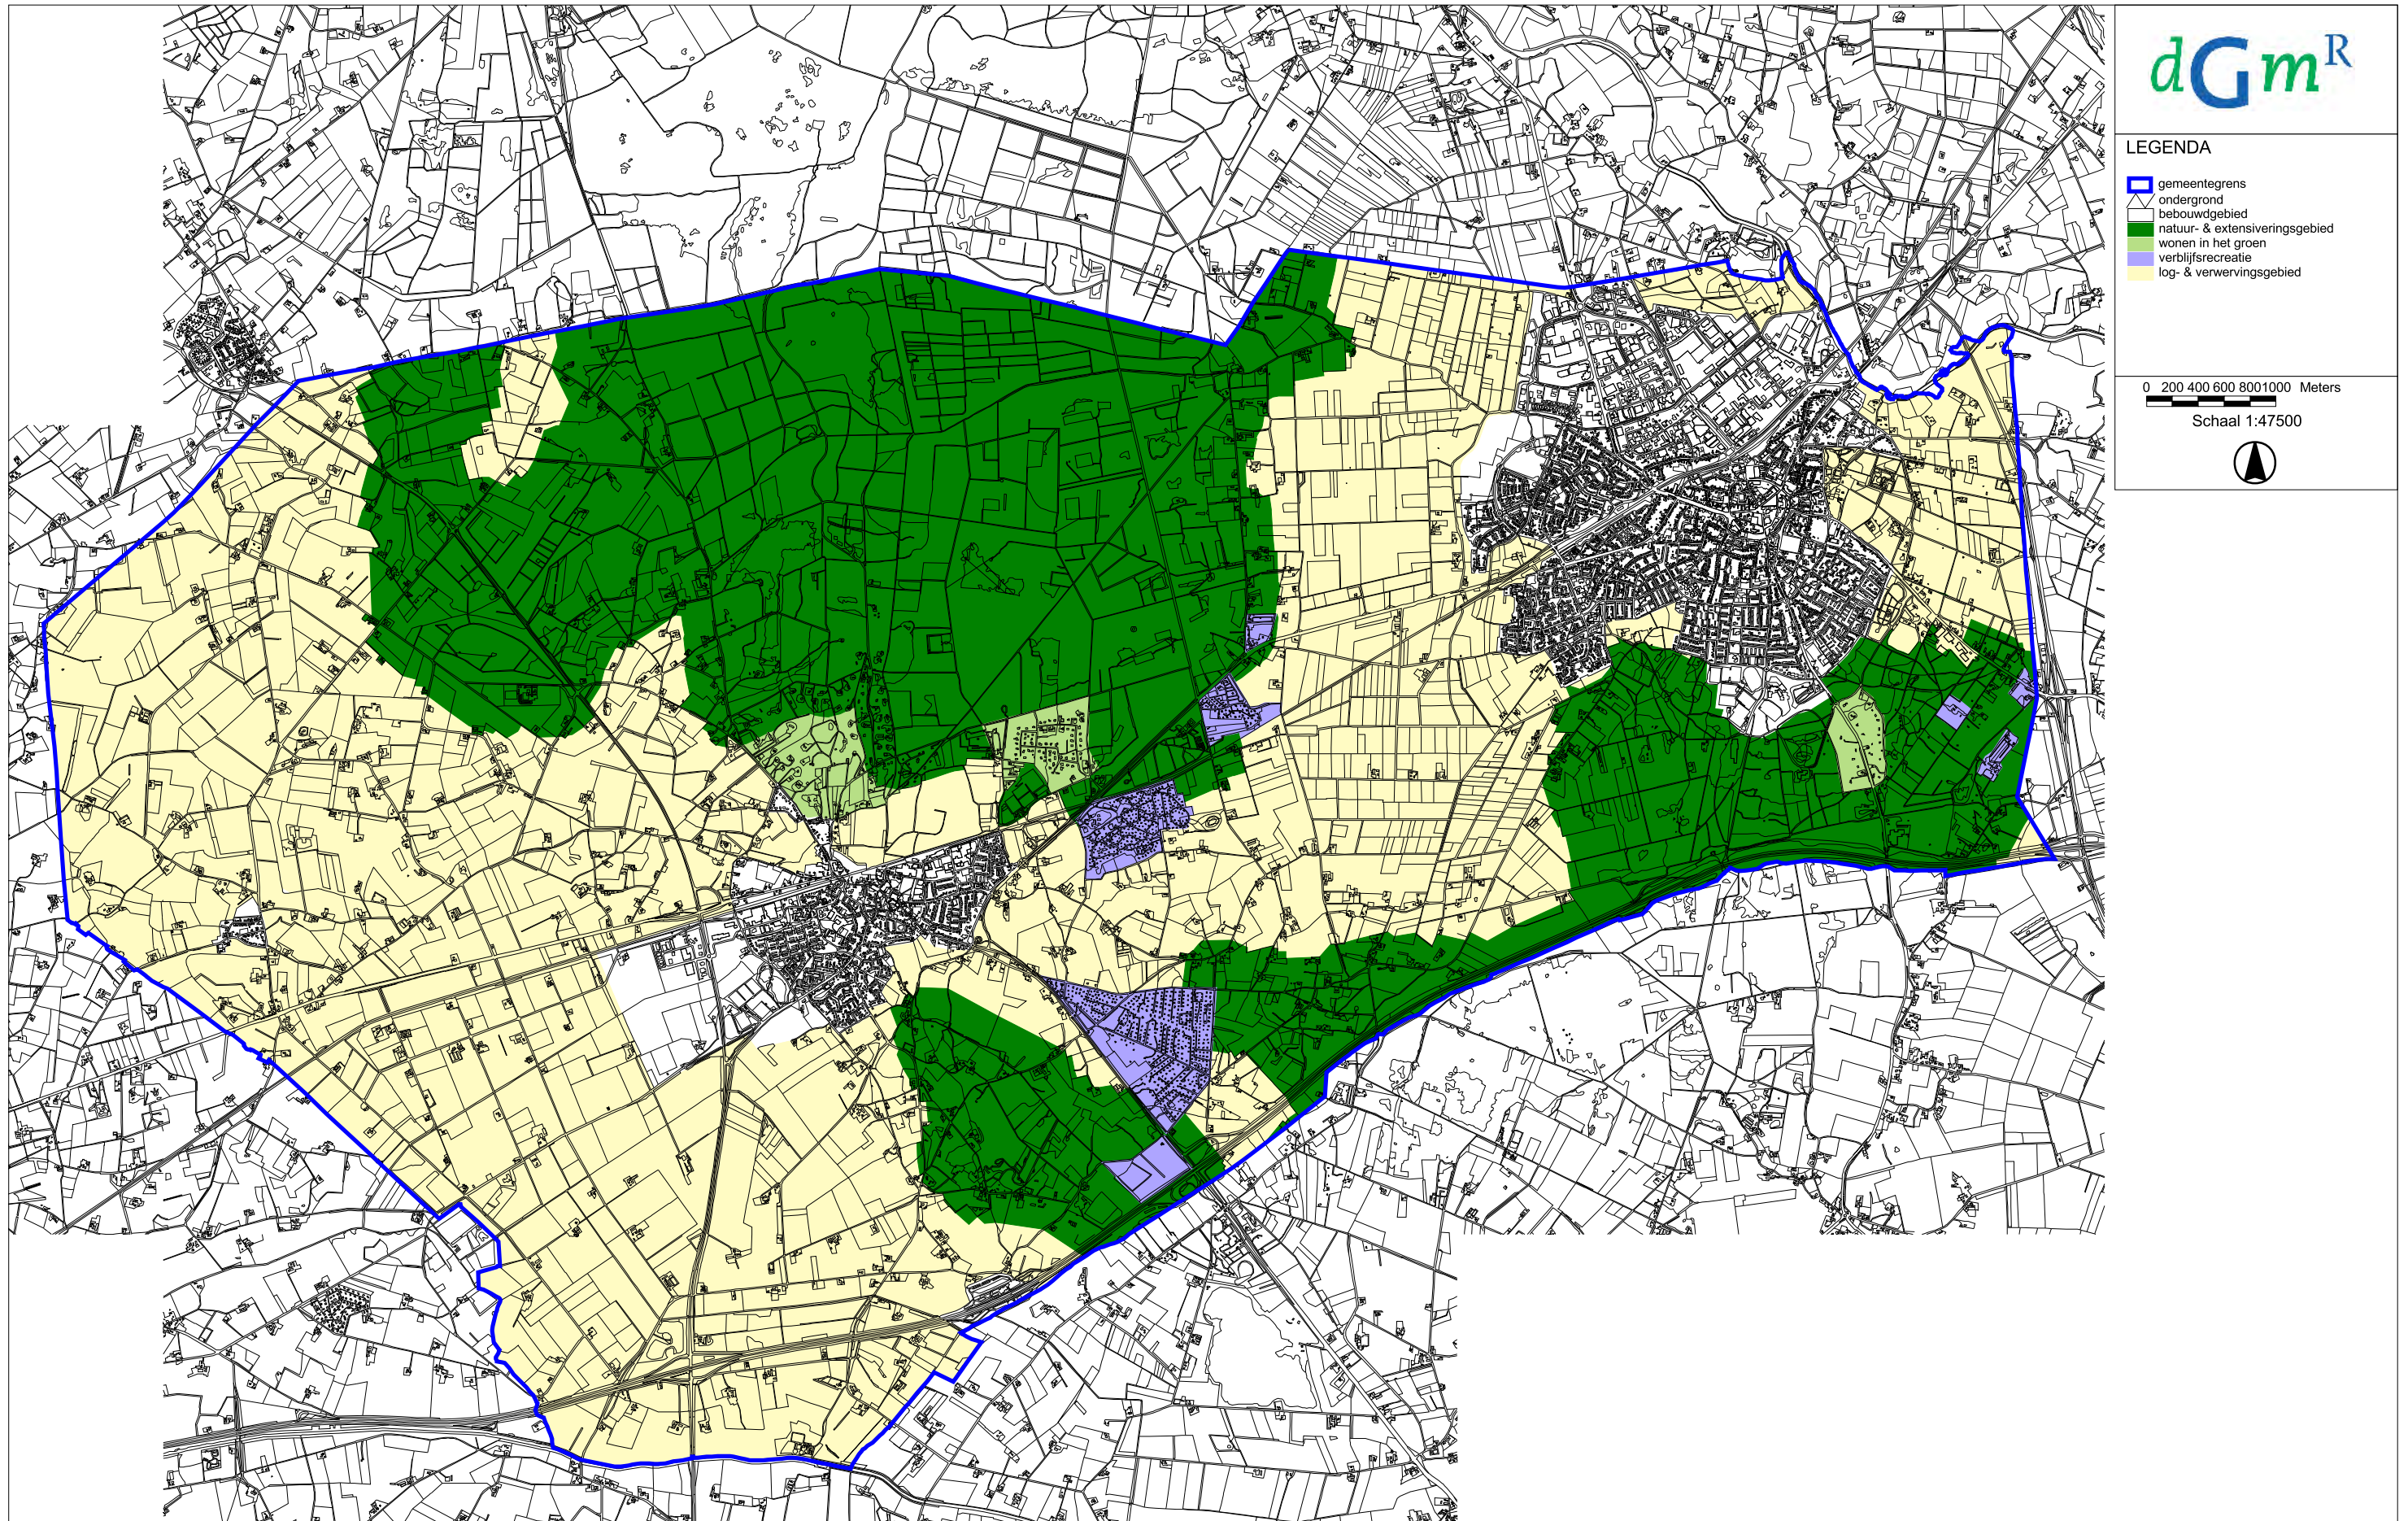 dGmR
LEGENDA
gemeentegrens
ondergrond
bebouwdgebied
natuur- & extensiveringsgebied
wonen in het groen
verblijfsrecreatie
log- & verwervingsgebied
0 200 400 600 8001000 Meters
Schaal 1:47500